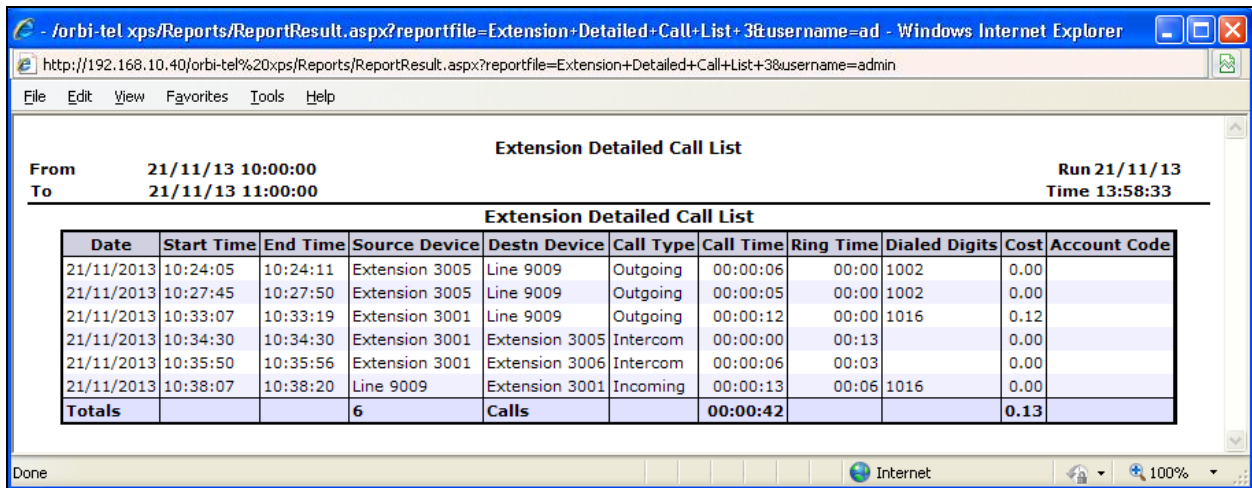 - /orbi-tel xps/Reports/ReportResult.aspx?reportfile=Extension+Detailed+Call+List+3&username=ad - Windows Internet Explorer
http://192.168.10.40/orbi-tel%20xps/Reports/ReportResult.aspx?reportfile=Extension+Detailed+Call+List+3&username=admin
File Edit View Favorites Tools Help
Extension Detailed Call List
From 21/11/13 10:00:00 Run 21/11/13
To 21/11/13 11:00:00 Time 13:58:33
Extension Detailed Call List
Date Start Time End Time Source Device Destn Device Call Type Call Time Ring Time Dialed Digits Cost Account Code
21/11/2013 10:24:05 10:24:11 Extension 3005 Line 9009 Outgoing 00:00:06 00:00 1002 0.00
21/11/2013 10:27:45 10:27:50 Extension 3005 Line 9009 Outgoing 00:00:05 00:00 1002 0.00
21/11/2013 10:33:07 10:33:19 Extension 3001 Line 9009 Outgoing 00:00:12 00:00 1016 0.12
21/11/2013 10:34:30 10:34:30 Extension 3001 Extension 3005 Intercom 00:00:00 00:13 0.00
21/11/2013 10:35:50 10:35:56 Extension 3001 Extension 3006 Intercom 00:00:06 00:03 0.00
21/11/2013 10:38:07 10:38:20 Line 9009 Extension 3001 Incoming 00:00:13 00:06 1016 0.00
Totals 6 Calls 00:00:42 0.13
Done Internet 100%